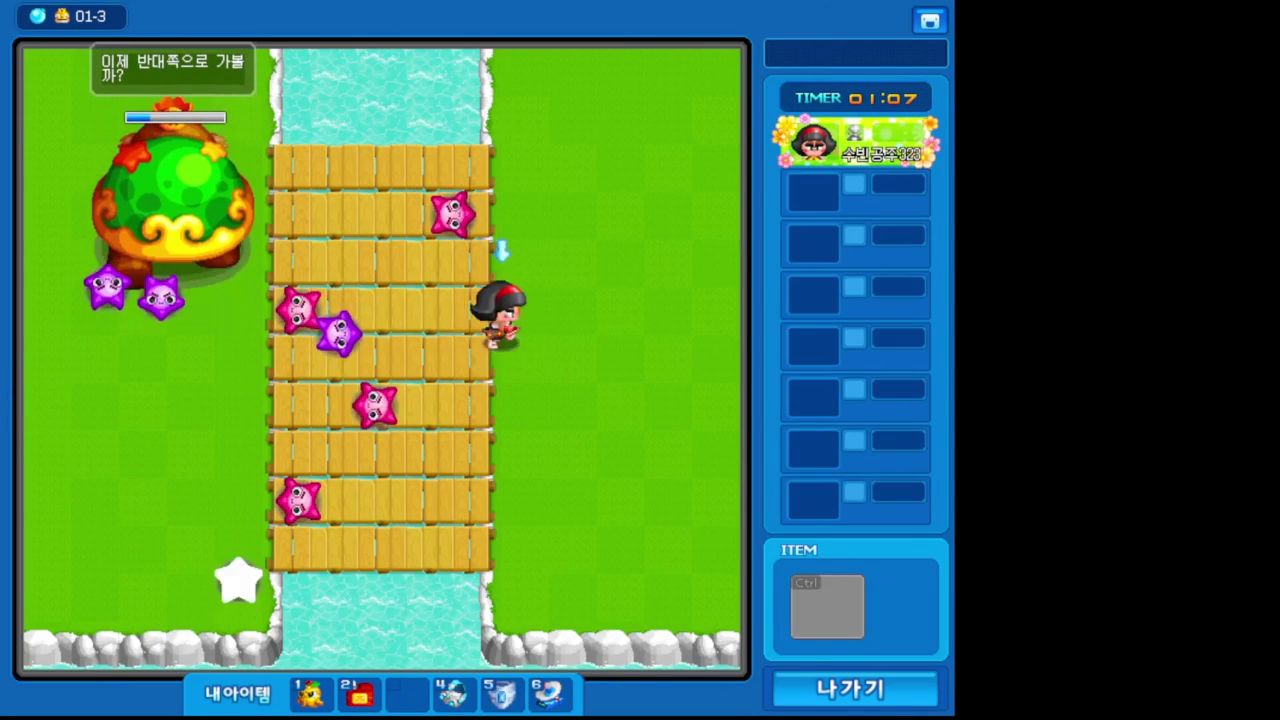 01-3
이제 반대쪽으로 가볼
까?
TIMER 01:07
수빈공주323
ITEM
Ctrl
내아이템
1
2
4
5
6
나가기